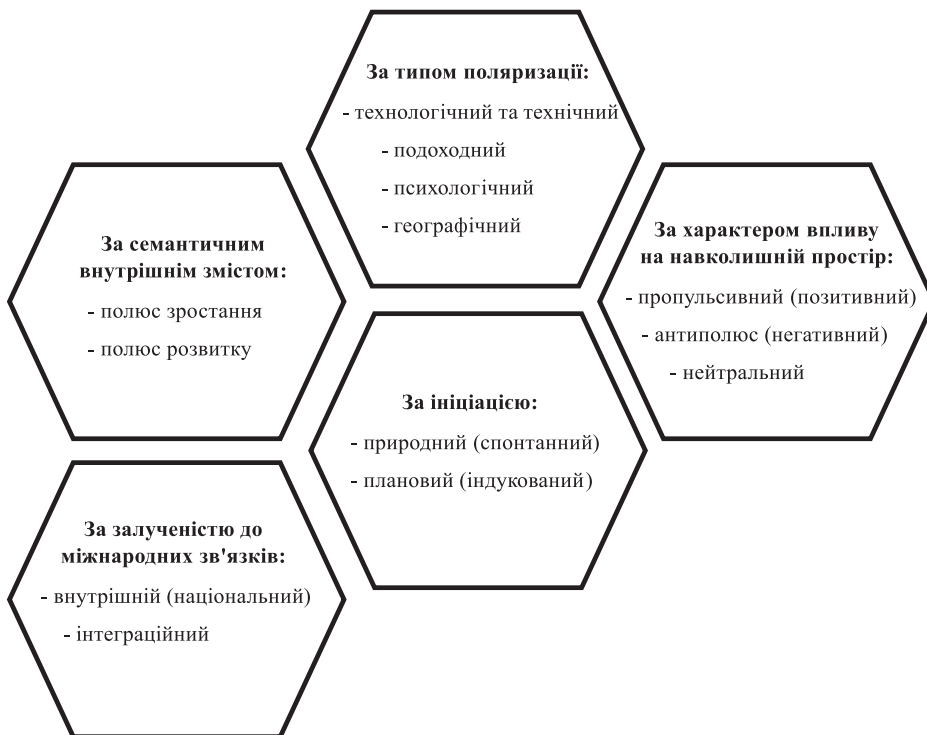 За типом поляризації:
- технологічний та технічний
- подоходний
- психологічний
- географічний
За семантичним
внутрішнім змістом:
- полюс зростання
- полюс розвитку
За характером впливу
на навколишній простір:
- пропульсивний (позитивний)
- антиполюс (негативний)
- нейтральний
За ініціацією:
- природний (спонтанний)
- плановий (індукований)
За залученістю до
міжнародних зв'язків:
- внутрішній (національний)
- інтеграційний